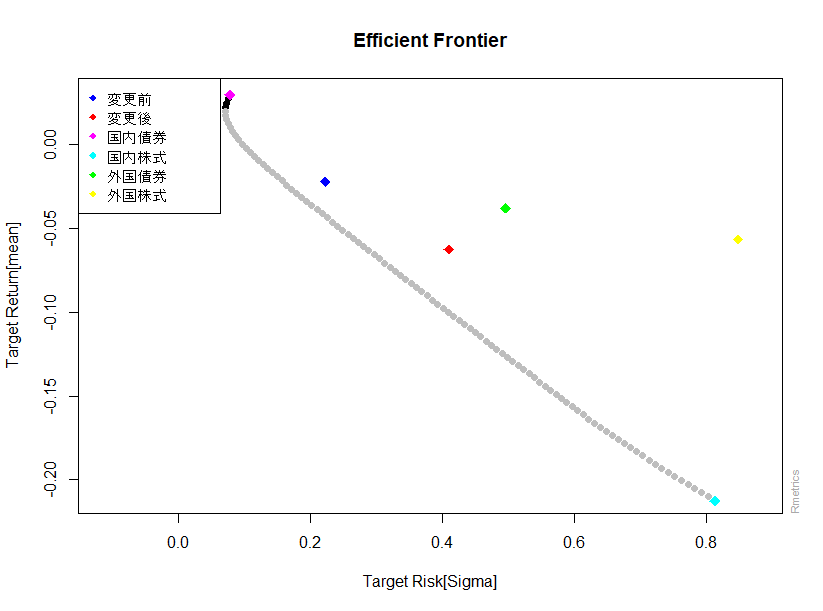 Efficient Frontier
変更前
変更後
国内債券
国内株式
外国債券
外国株式
Target Return[mean]
0.00
-0.05
-0.10
-0.15
-0.20
0.0 0.2 0.4 0.6 0.8
Target Risk[Sigma]
Rmetrics